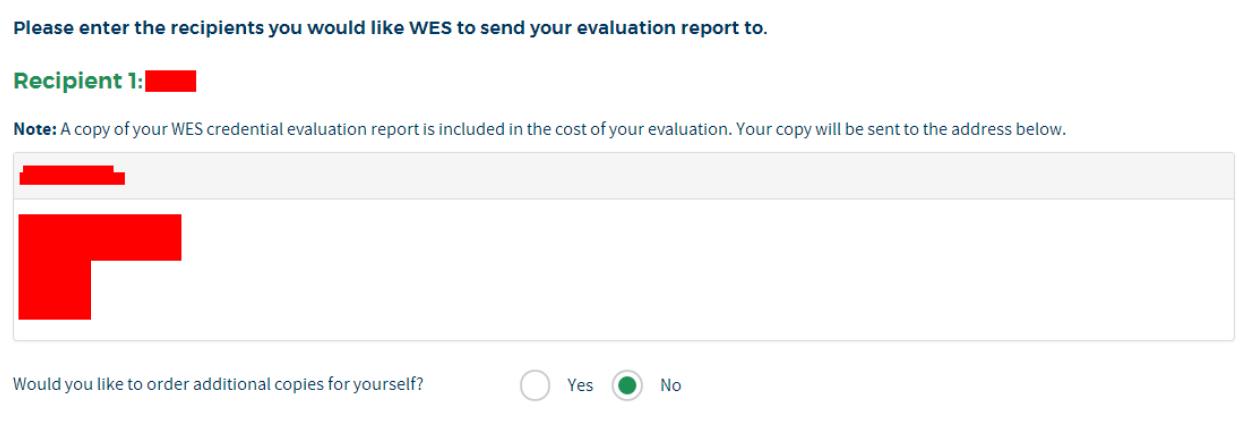 Please enter the recipients you would like WES to send your evaluation report to.
Recipient 1:
Note: A copy of your WES credential evaluation report is included in the cost of your evaluation. Your copy will be sent to the address below.
Would you like to order additional copies for yourself? Yes No